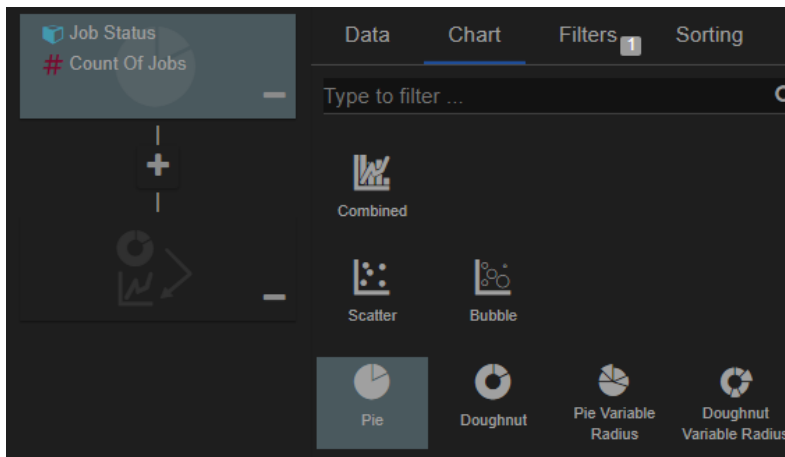 Job Status
# Count Of Jobs
Data Chart Filters 1 Sorting
Type to filter ...
Combined
Scatter Bubble
Pie Doughnut Pie Variable Radius Doughnut Variable Radius